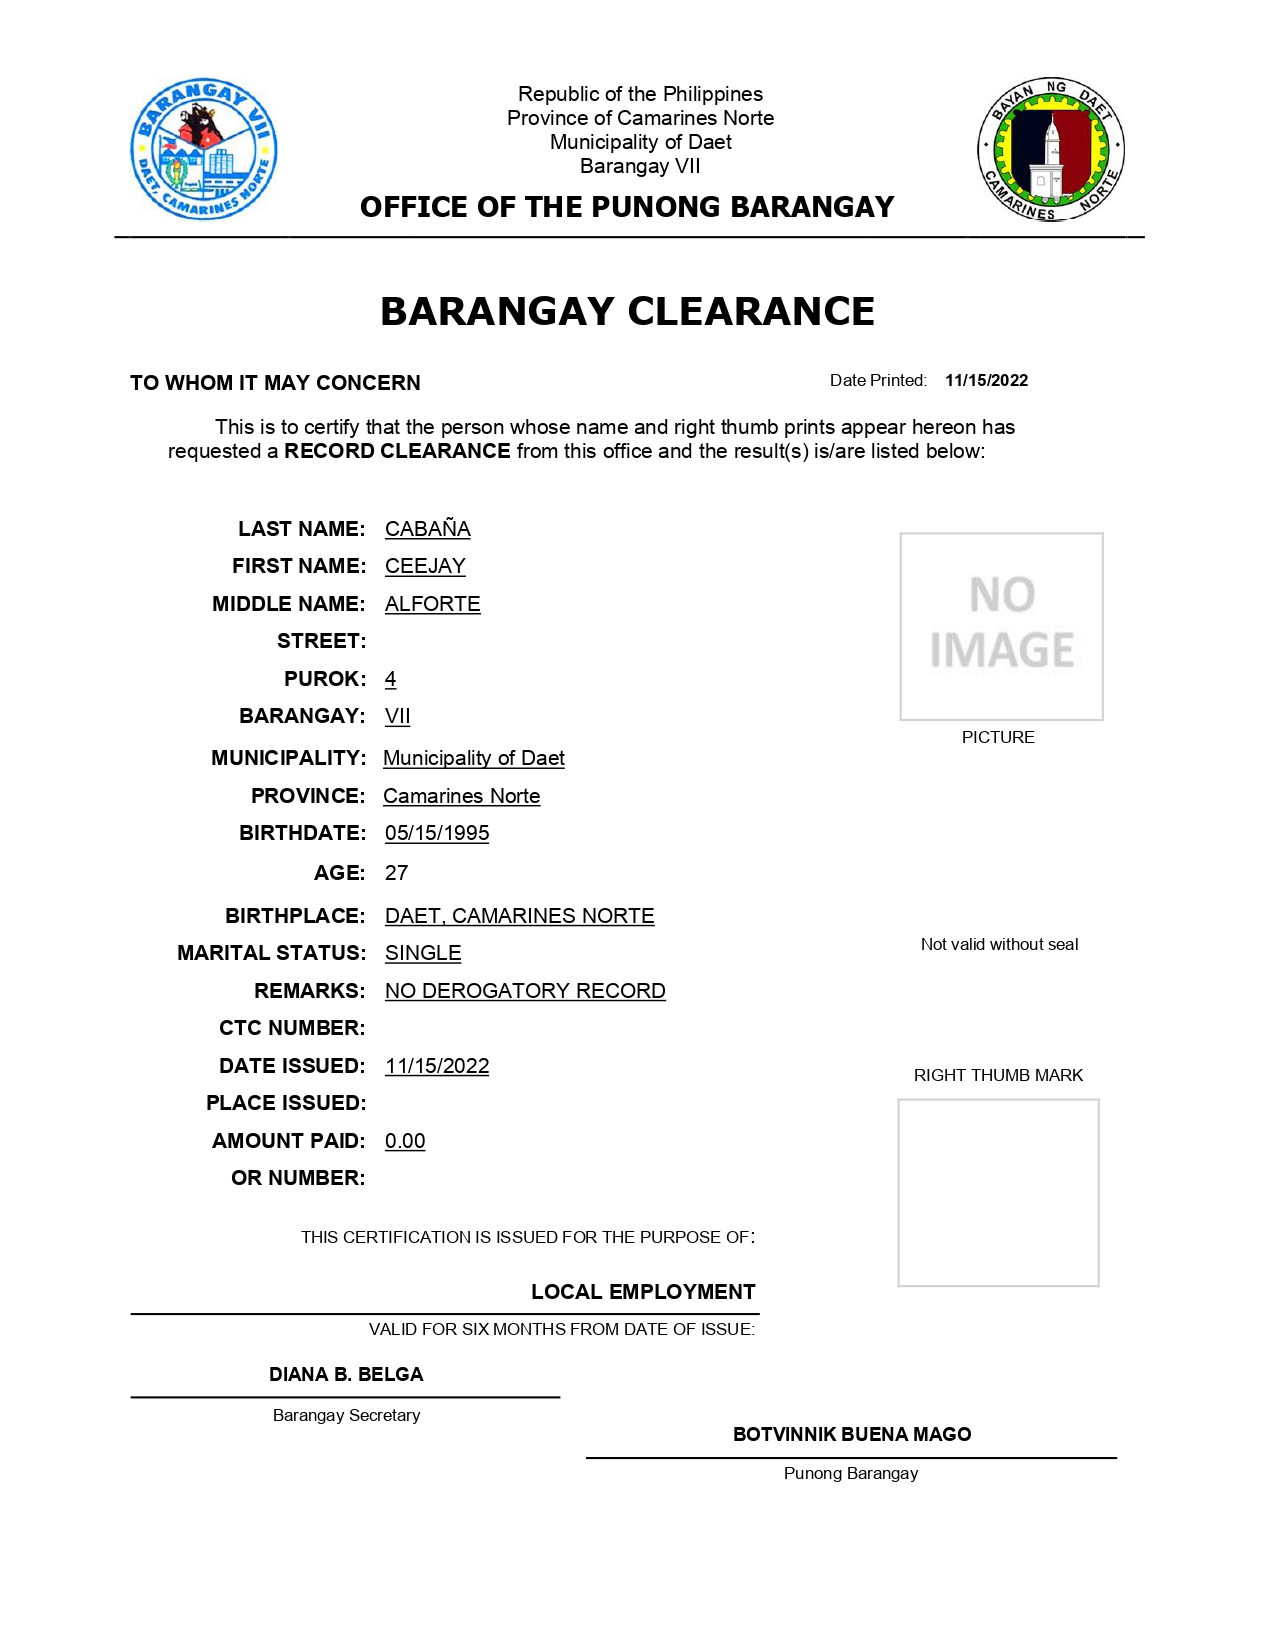 BARANGAY VII
DAET, CAMARINES NORTE
Republic of the Philippines
Province of Camarines Norte
Municipality of Daet
Barangay VII
OFFICE OF THE PUNONG BARANGAY
BAYAN NG DAET
CAMARINES NORTE
BARANGAY CLEARANCE
TO WHOM IT MAY CONCERN
Date Printed: 11/15/2022
This is to certify that the person whose name and right thumb prints appear hereon has
requested a RECORD CLEARANCE from this office and the result(s) is/are listed below:
LAST NAME: CABAÑA
FIRST NAME: CEEJAY
MIDDLE NAME: ALFORTE
STREET:
PUROK: 4
BARANGAY: VII
MUNICIPALITY: Municipality of Daet
PROVINCE: Camarines Norte
BIRTHDATE: 05/15/1995
AGE: 27
BIRTHPLACE: DAET, CAMARINES NORTE
MARITAL STATUS: SINGLE
REMARKS: NO DEROGATORY RECORD
CTC NUMBER:
DATE ISSUED: 11/15/2022
PLACE ISSUED:
AMOUNT PAID: 0.00
OR NUMBER:
NO
IMAGE
PICTURE
Not valid without seal
RIGHT THUMB MARK
THIS CERTIFICATION IS ISSUED FOR THE PURPOSE OF:
LOCAL EMPLOYMENT
VALID FOR SIX MONTHS FROM DATE OF ISSUE:
DIANA B. BELGA
Barangay Secretary
BOTVINNIK BUENA MAGO
Punong Barangay